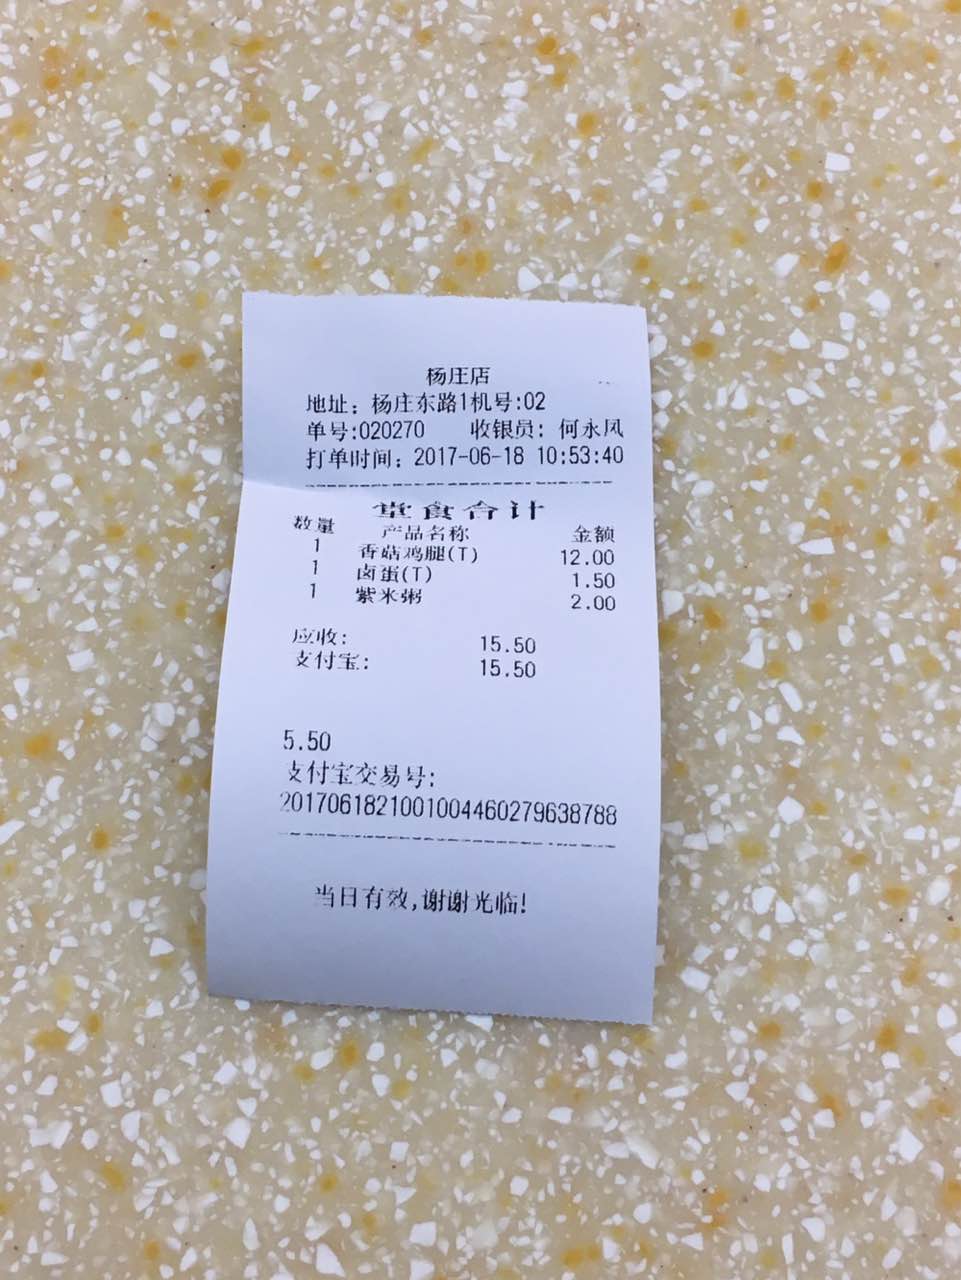 杨庄店
地址：杨庄东路1机号:02
单号:020270 收银员：何永凤
打单时间：2017-06-18 10:53:40
堂食合计
数量 产品名称 金额
1 香菇鸡腿(T) 12.00
1 卤蛋(T) 1.50
1 紫米粥 2.00
应收: 15.50
支付宝: 15.50
5.50
支付宝交易号:
2017061821001004460279638788
当日有效,谢谢光临!